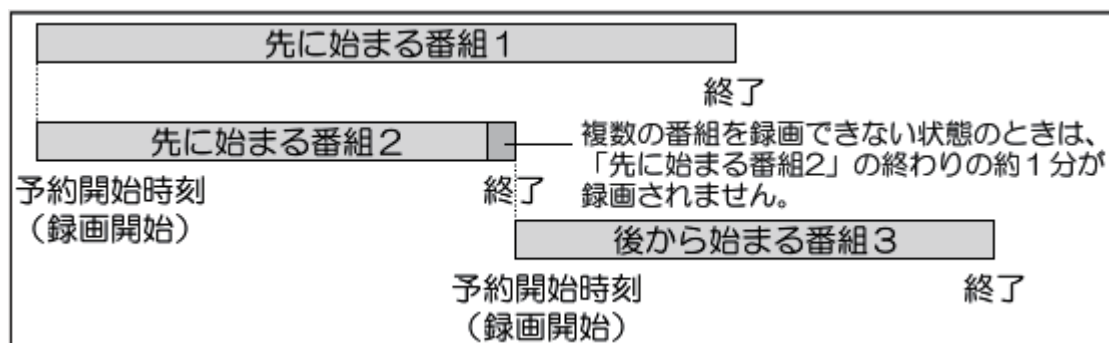 先に始まる番組１
終了
先に始まる番組２
複数の番組を録画できない状態のときは、
「先に始まる番組2」の終わりの約１分が
録画されません。
予約開始時刻
（録画開始）
終了
後から始まる番組３
予約開始時刻
（録画開始）
終了